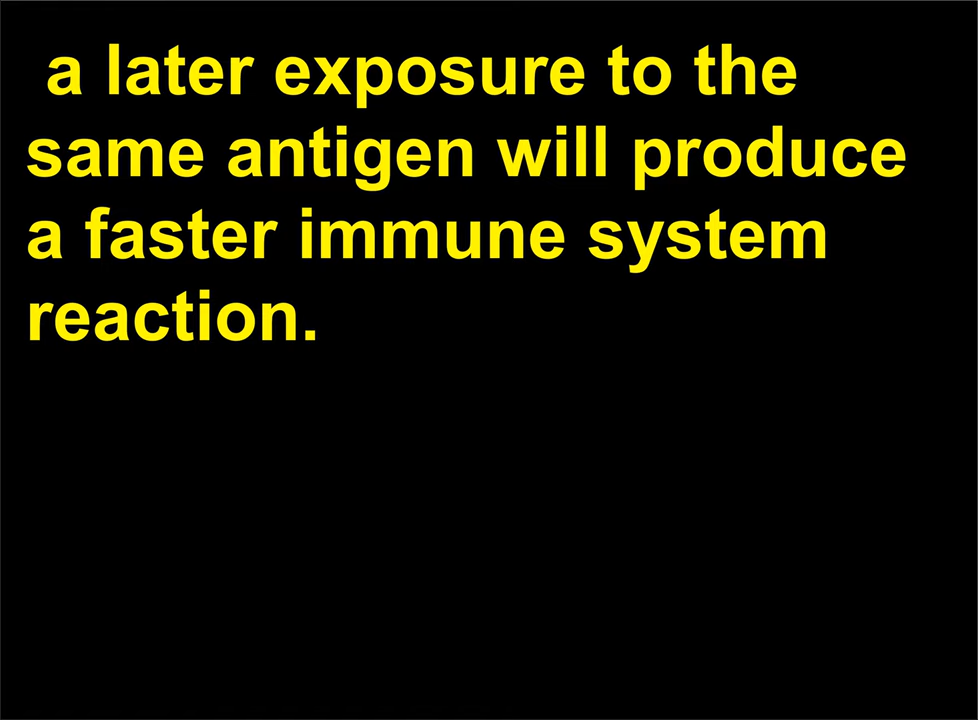 a later exposure to the
same antigen will produce
a faster immune system
reaction.